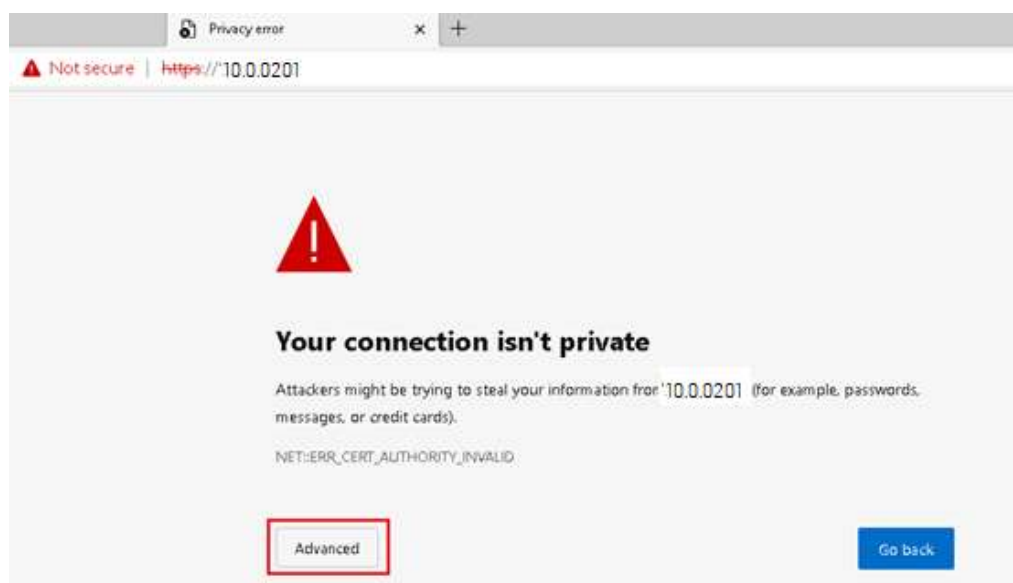 Privacy error
Not secure | https://'10.0.0201
Your connection isn't private
Attackers might be trying to steal your information fror '10.0.0201 (for example, passwords,
messages, or credit cards).
NET::ERR_CERT_AUTHORITY_INVALID
Advanced
Go back